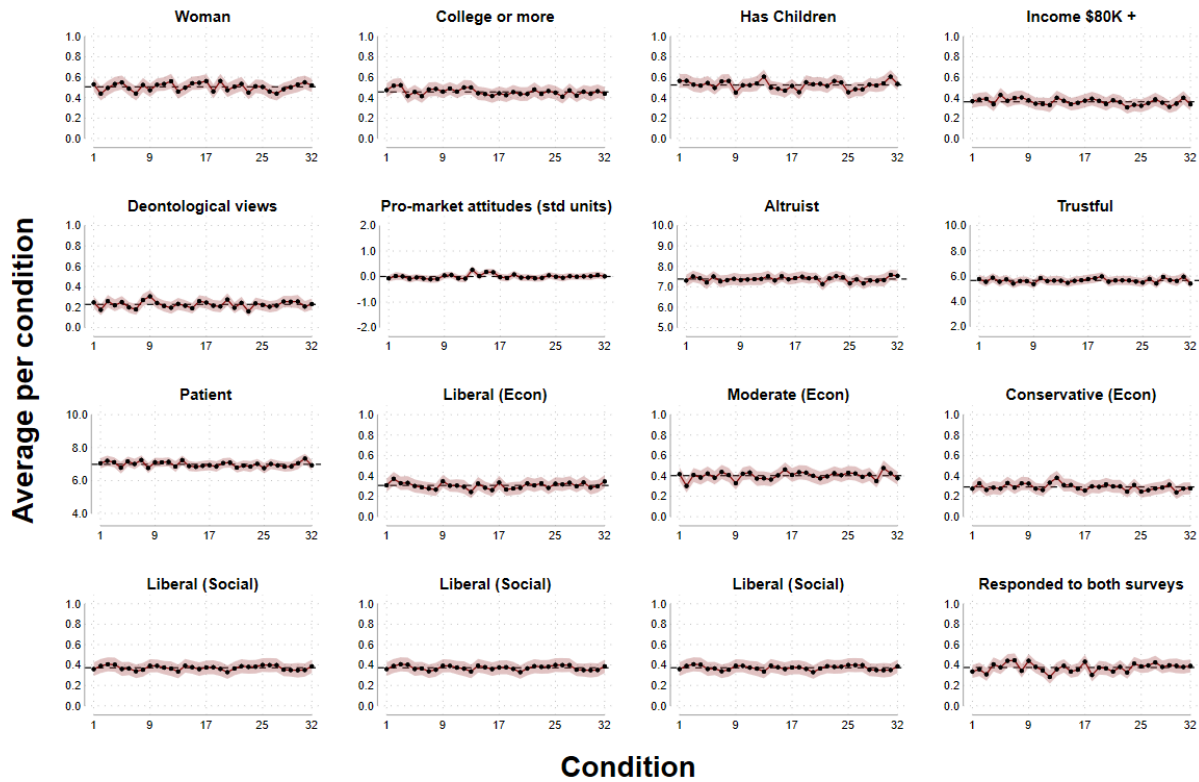 Woman College or more Has Children Income $80K +
1.0 1.0 1.0 1.0
0.8 0.8 0.8 0.8
0.6 0.6 0.6 0.6
0.4 0.4 0.4 0.4
0.2 0.2 0.2 0.2
0.0 0.0 0.0 0.0
1 9 17 25 32 1 9 17 25 32 1 9 17 25 32 1 9 17 25 32
Deontological views Pro-market attitudes (std units) Altruist Trustful
1.0 2.0 10.0 10.0
0.8 1.0 9.0 8.0
0.6 0.0 8.0 6.0
0.4 -1.0 7.0 4.0
0.2 -2.0 6.0 2.0
0.0 5.0
1 9 17 25 32 1 9 17 25 32 1 9 17 25 32 1 9 17 25 32
Average per condition
Patient Liberal (Econ) Moderate (Econ) Conservative (Econ)
10.0 1.0 1.0 1.0
8.0 0.8 0.8 0.8
6.0 0.6 0.6 0.6
4.0 0.4 0.4 0.4
0.2 0.2 0.2
0.0 0.0 0.0
1 9 17 25 32 1 9 17 25 32 1 9 17 25 32 1 9 17 25 32
Liberal (Social) Liberal (Social) Liberal (Social) Responded to both surveys
1.0 1.0 1.0 1.0
0.8 0.8 0.8 0.8
0.6 0.6 0.6 0.6
0.4 0.4 0.4 0.4
0.2 0.2 0.2 0.2
0.0 0.0 0.0 0.0
1 9 17 25 32 1 9 17 25 32 1 9 17 25 32 1 9 17 25 32
Condition